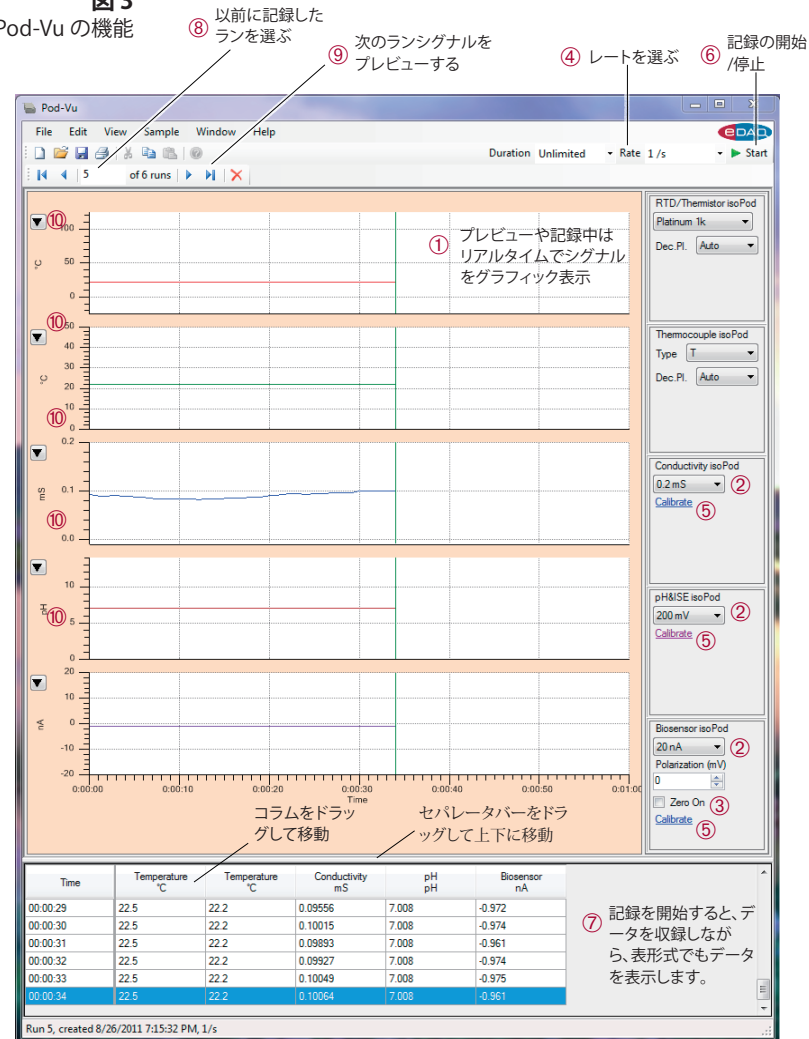 図 3
Pod-Vu の機能
⑧ 以前に記録した
ランを選ぶ
⑨ 次のランシグナルを
プレビューする
④ レートを選ぶ
⑥ 記録の開始
/停止
Pod-Vu
File Edit View Sample Window Help
eDAQ
Duration Unlimited Rate 1 /s Start
5 of 6 runs
⑩
100
50
0
°C
① プレビューや記録中は
リアルタイムでシグナル
をグラフィック表示
RTD/Thermistor isoPod
Platinum 1k
Dec.Pl. Auto
⑩
50
40
30
20
10
0
°C
⑩
Thermocouple isoPod
Type T
Dec.Pl. Auto
0.2
0.1
0.0
mS
⑩
Conductivity isoPod
0.2 mS ②
Calibrate ⑤
10
5
0
pH
⑩
pH&ISE isoPod
200 mV ②
Calibrate ⑤
20
10
0
-10
-20
nA
Biosensor isoPod
20 nA ②
Polarization (mV)
0
Zero On ③
Calibrate ⑤
0:00:00 0:00:10 0:00:20 0:00:30 0:00:40 0:00:50 0:01:00
Time
コラムをドラッ
グして移動
セパレータバーをドラ
ッグして上下に移動
Time Temperature °C Temperature °C Conductivity mS pH pH Biosensor nA
00:00:29 22.5 22.2 0.09556 7.008 -0.972
00:00:30 22.5 22.2 0.10015 7.008 -0.974
00:00:31 22.5 22.2 0.09893 7.008 -0.961
00:00:32 22.5 22.2 0.09927 7.008 -0.974
00:00:33 22.5 22.2 0.10049 7.008 -0.975
00:00:34 22.5 22.2 0.10064 7.008 -0.961
⑦ 記録を開始すると、デ
ータを収録しなが
ら、表形式でもデータ
を表示します。
Run 5, created 8/26/2011 7:15:32 PM, 1/s